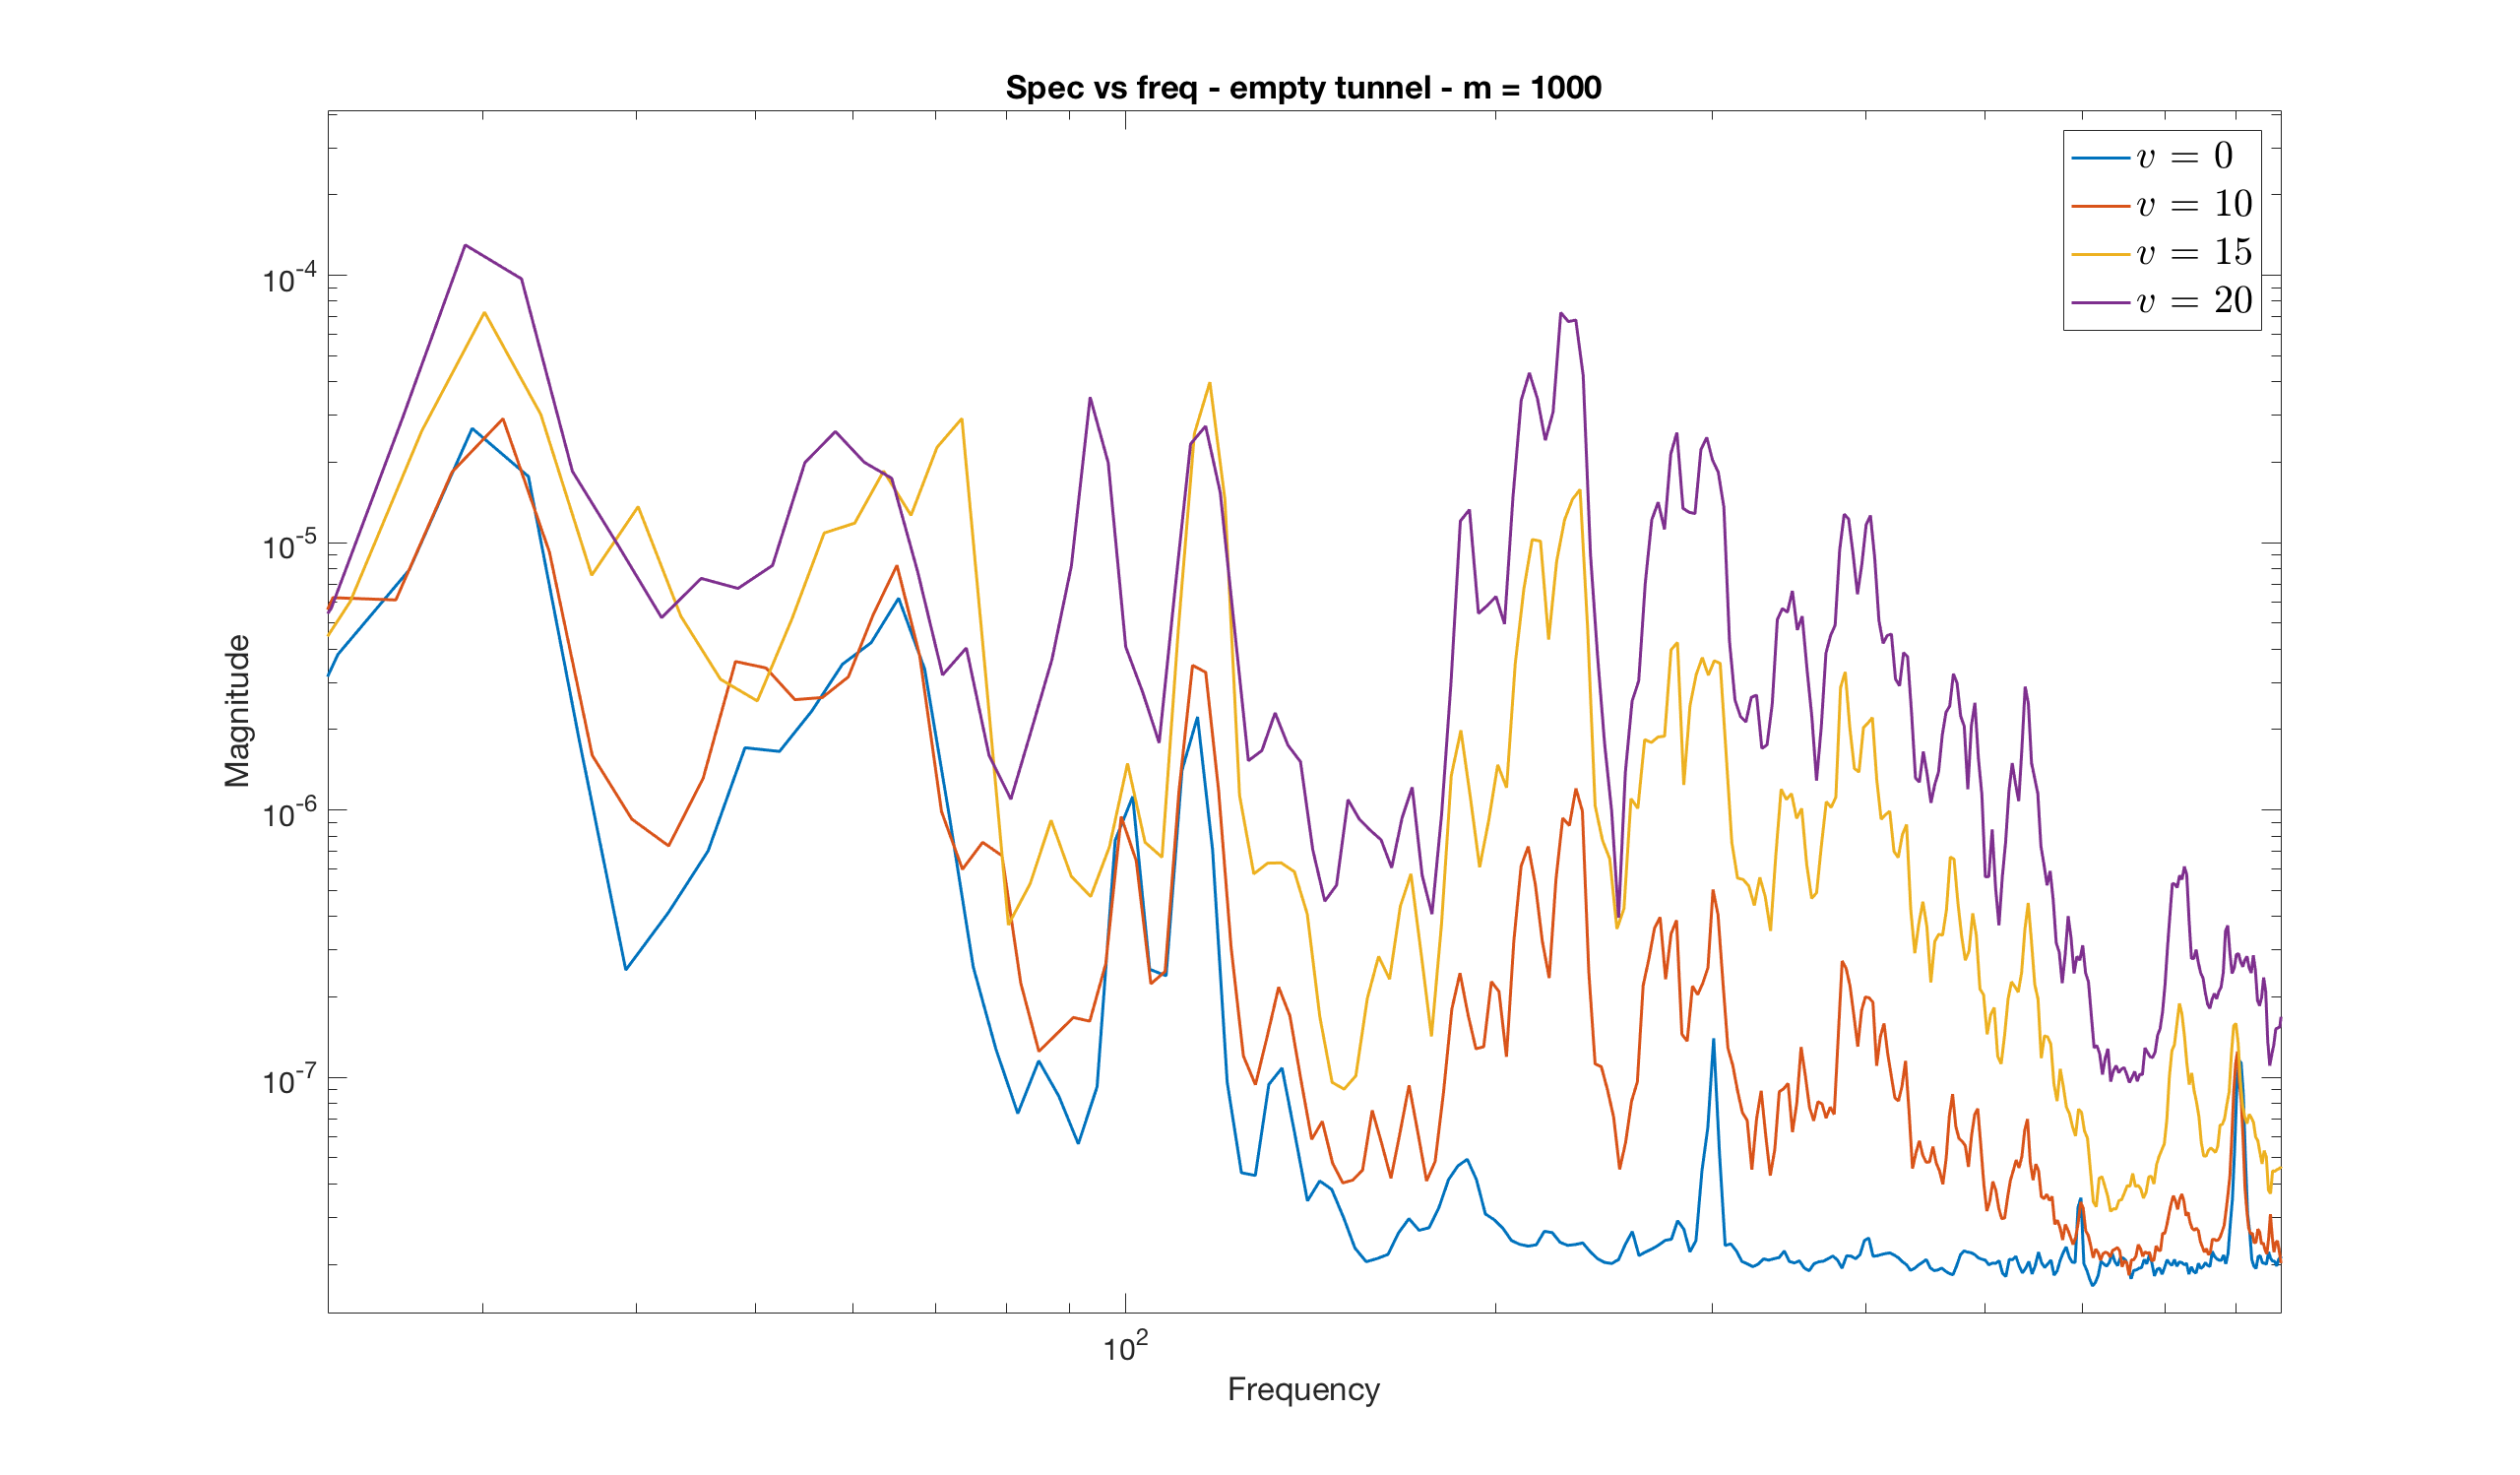 Spec vs freq - empty tunnel - m = 1000
v = 0
v = 10
v = 15
v = 20
10^-4
10^-5
10^-6
10^-7
Magnitude
10^2
Frequency